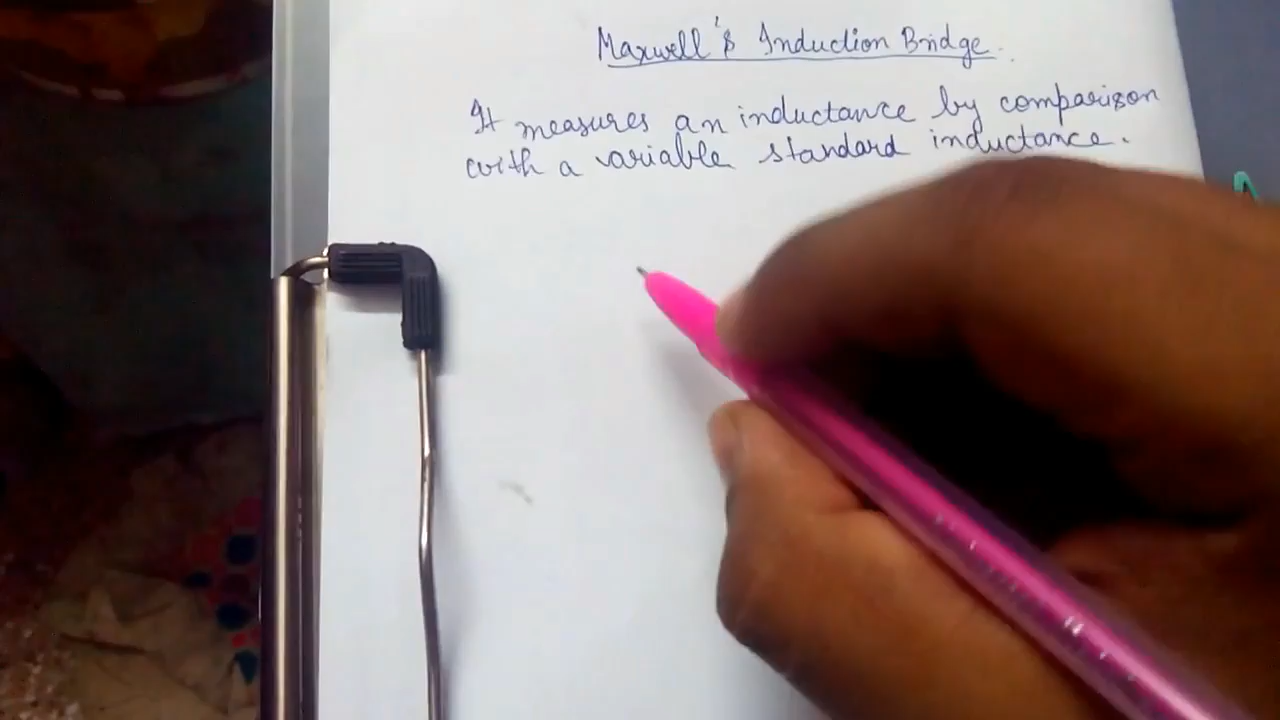 Maxwell's Induction Bridge.
It measures an inductance by comparison
with a variable standard inductance.